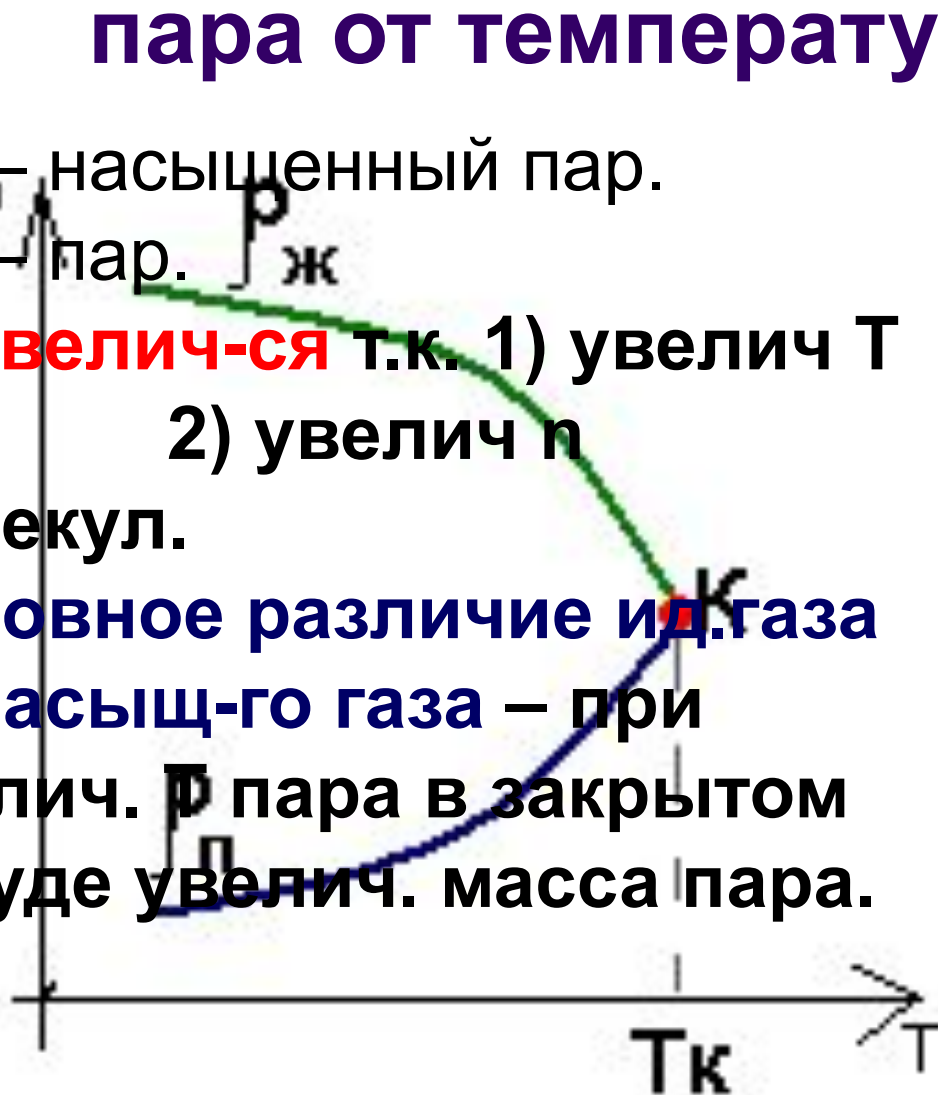 пара от температу
– насыщенный пар.
ρж
– пар.
велич-ся т.к. 1) увелич Т
2) увелич n
екул.
К
овное различие ид.газа
асыщ-го газа – при
лич. Т пара в закрытом
ρп
уде увелич. масса пара.
Т
Тк